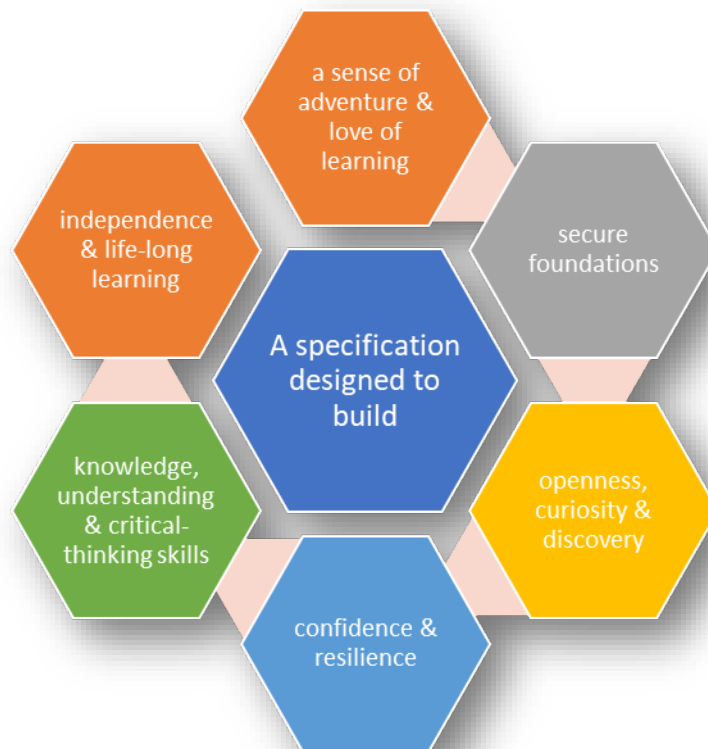 a sense of
adventure &
love of
learning
secure
foundations
openness,
curiosity &
discovery
confidence &
resilience
knowledge,
understanding
& critical-
thinking skills
independence
& life-long
learning
A specification
designed to
build